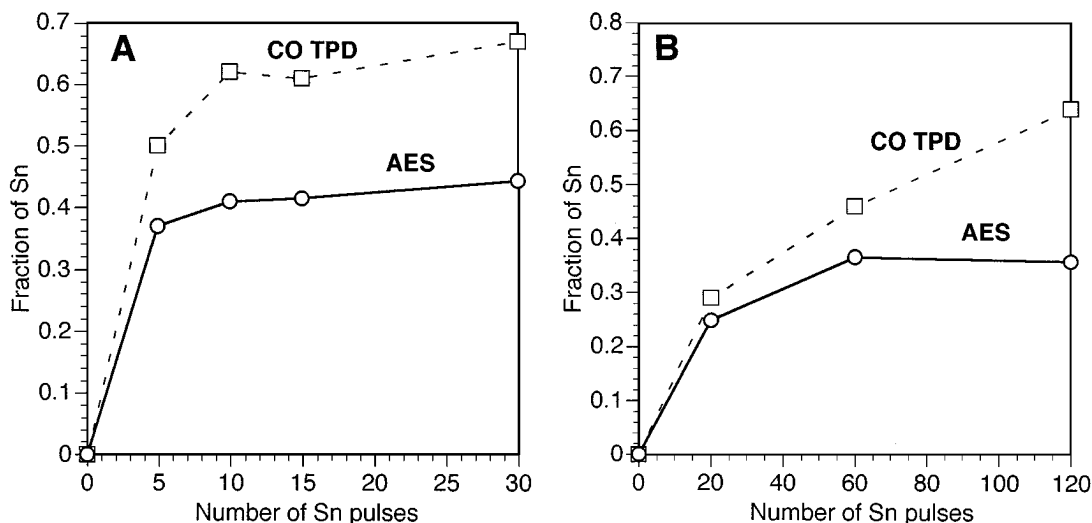 A
CO TPD
AES
Fraction of Sn
0.7
0.6
0.5
0.4
0.3
0.2
0.1
0
0 5 10 15 20 25 30
Number of Sn pulses
B
CO TPD
AES
Fraction of Sn
0.8
0.7
0.6
0.5
0.4
0.3
0.2
0.1
0
0 20 40 60 80 100 120
Number of Sn pulses